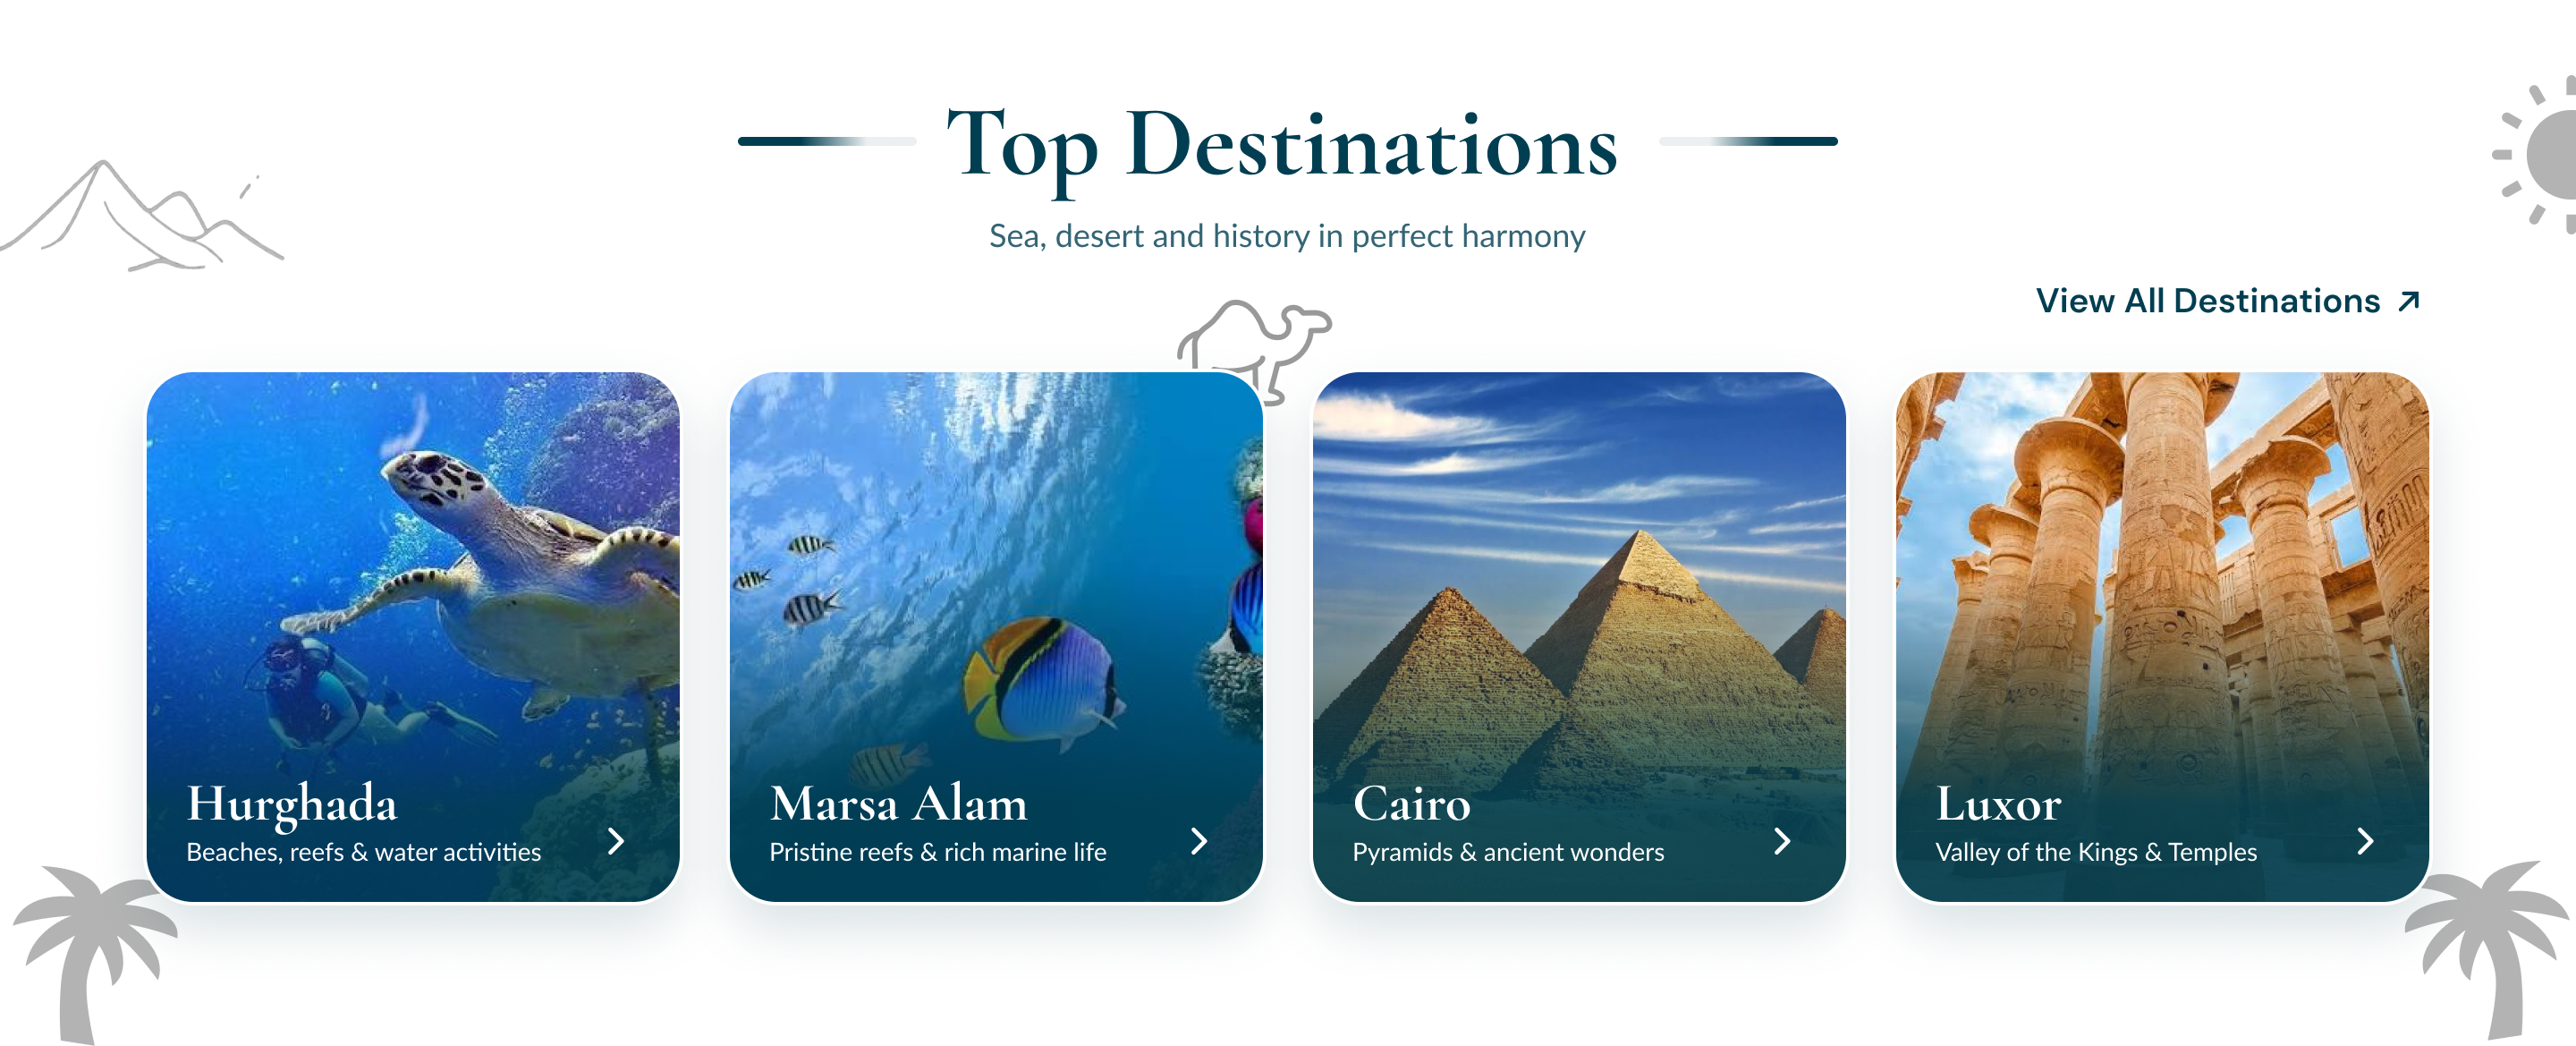 Top Destinations
Sea, desert and history in perfect harmony
View All Destinations
Hurghada
Beaches, reefs & water activities
Marsa Alam
Pristine reefs & rich marine life
Cairo
Pyramids & ancient wonders
Luxor
Valley of the Kings & Temples